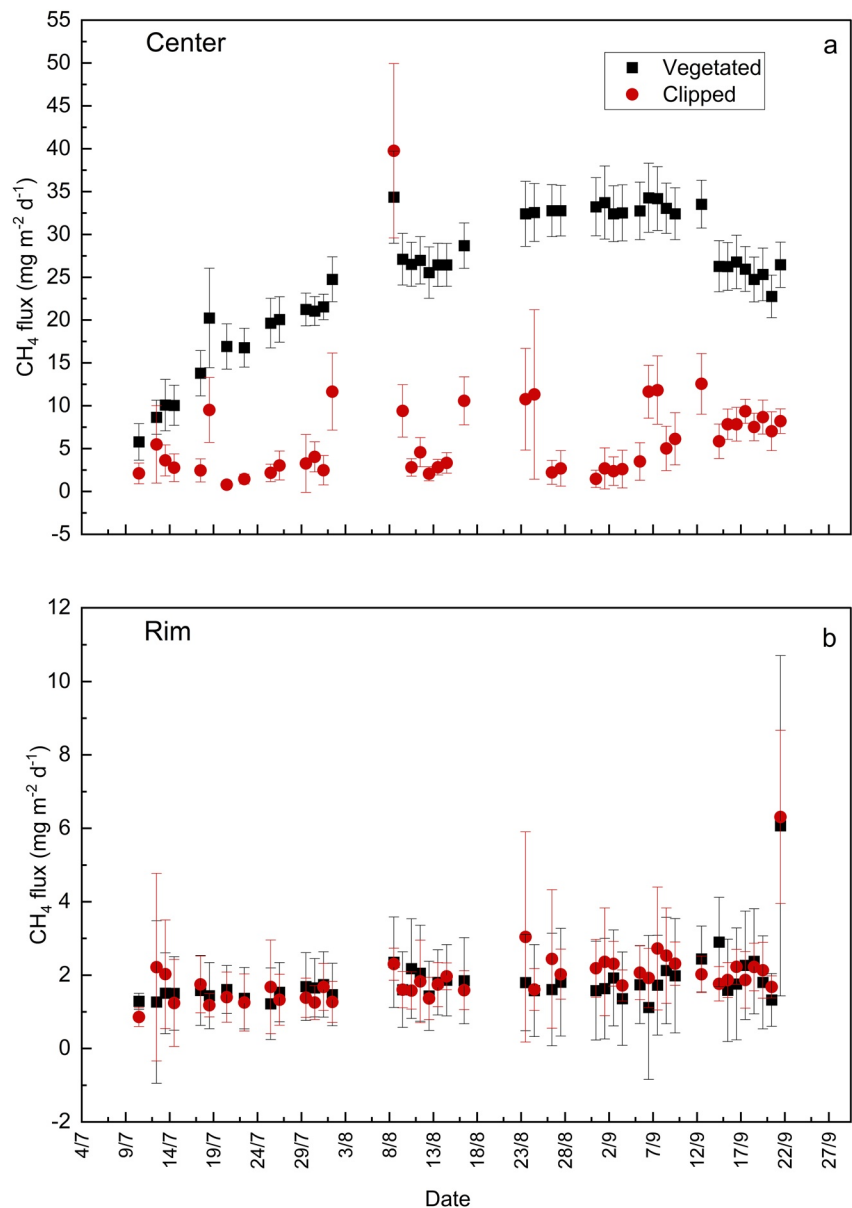 Center
a
Vegetated
Clipped
CH₄ flux (mg m⁻² d⁻¹)
55
50
45
40
35
30
25
20
15
10
5
0
-5
Rim
b
CH₄ flux (mg m⁻² d⁻¹)
12
10
8
6
4
2
0
-2
4/7 9/7 14/7 19/7 24/7 29/7 3/8 8/8 13/8 18/8 23/8 28/8 2/9 7/9 12/9 17/9 22/9 27/9
Date